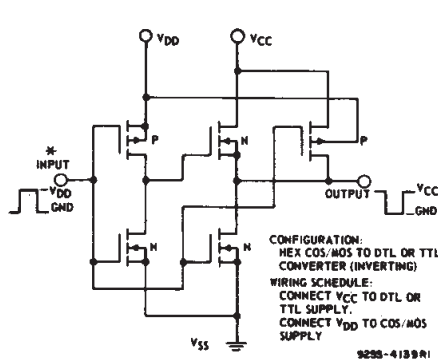 VDD
VCC
P
N
P
*
INPUT
VDD
GND
OUTPUT
VCC
GND
N
N
CONFIGURATION:
HEX COS/MOS TO DTL OR TTL
CONVERTER (INVERTING)
WIRING SCHEDULE:
CONNECT VCC TO DTL OR
TTL SUPPLY.
CONNECT VDD TO COS/MOS
SUPPLY
VSS
92SS-4139R1